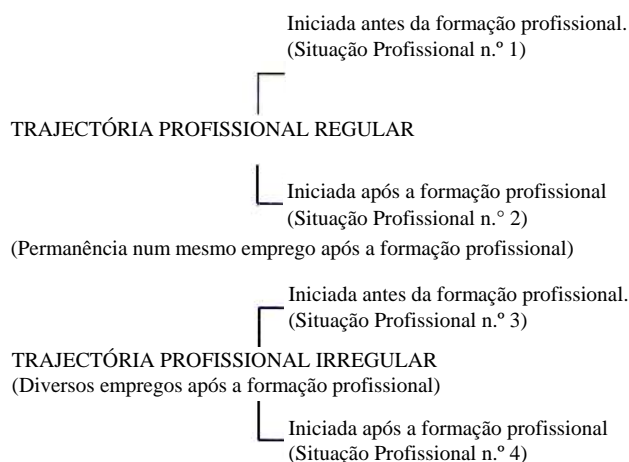 Iniciada antes da formação profissional.
(Situação Profissional n.º 1)
TRAJECTÓRIA PROFISSIONAL REGULAR
Iniciada após a formação profissional
(Situação Profissional n.° 2)
(Permanência num mesmo emprego após a formação profissional)
Iniciada antes da formação profissional.
(Situação Profissional n.º 3)
TRAJECTÓRIA PROFISSIONAL IRREGULAR
(Diversos empregos após a formação profissional)
Iniciada após a formação profissional
(Situação Profissional n.º 4)